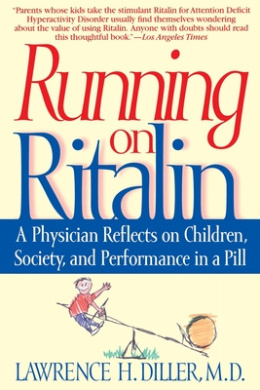 "Parents whose kids take the stimulant Ritalin for Attention Deficit
Hyperactivity Disorder usually find themselves wondering
about the value of using Ritalin. Anyone with doubts should read
this thoughtful book."—Los Angeles Times
Running
on
Ritalin
A Physician Reflects on Children,
Society, and Performance in a Pill
LAWRENCE H. DILLER, M.D.